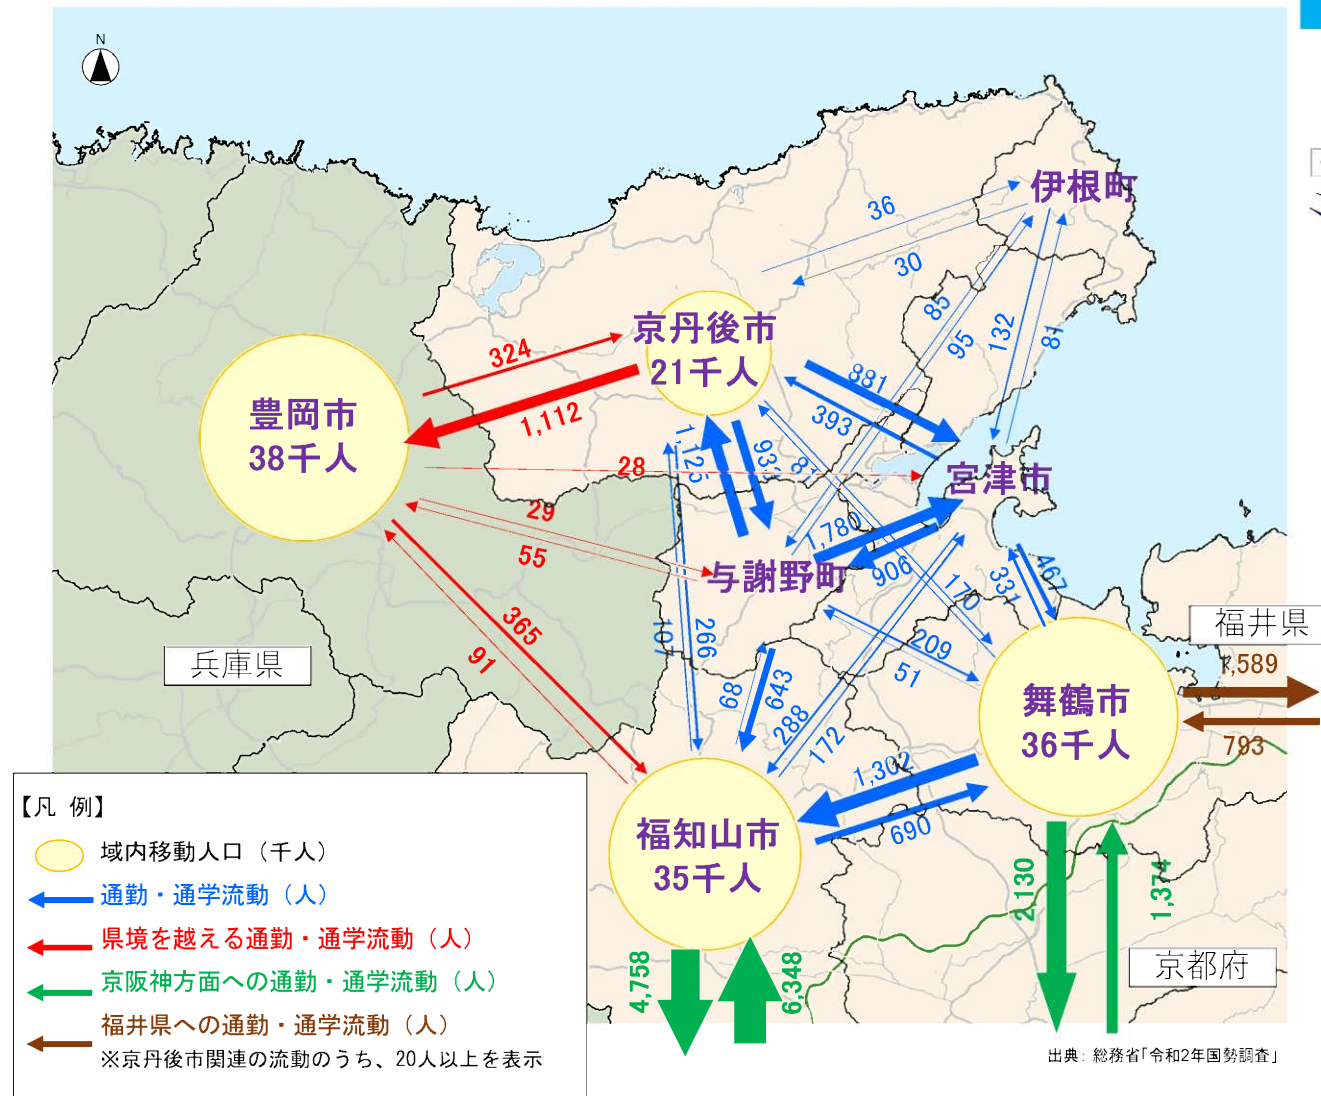 N
伊根町
36
30
85
95
132
81
京丹後市
21千人
324
1,112
881
393
豊岡市
38千人
1,125
932
81
28
宮津市
29
55
1,780
906
与謝野町
170
331
467
福井県
,589
793
365
91
107
266
209
51
兵庫県
68
643
288
172
舞鶴市
36千人
1,302
690
福知山市
35千人
2,130
1,374
4,758
6,348
京都府
【凡 例】
域内移動人口（千人）
通勤・通学流動（人）
県境を越える通勤・通学流動（人）
京阪神方面への通勤・通学流動（人）
福井県への通勤・通学流動（人）
※京丹後市関連の流動のうち、20人以上を表示
出典：総務省「令和2年国勢調査」